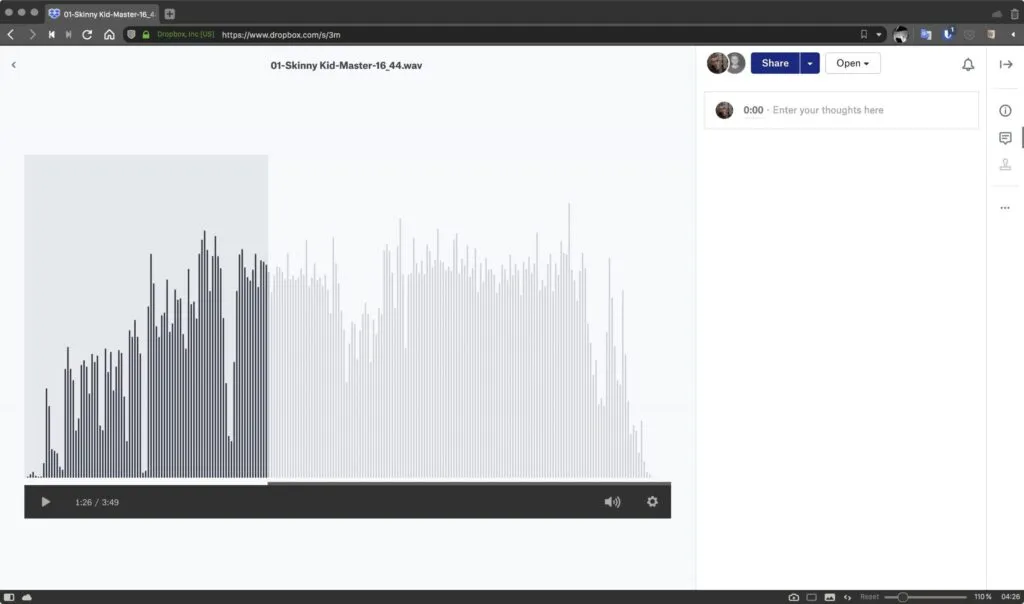 01-Skinny Kid-Master-16_4
Dropbox, Inc [US]
https://www.dropbox.com/s/3m
01-Skinny Kid-Master-16_44.wav
Share
Open
0:00 - Enter your thoughts here
1:26 / 3:49
Reset
110 %
04:26